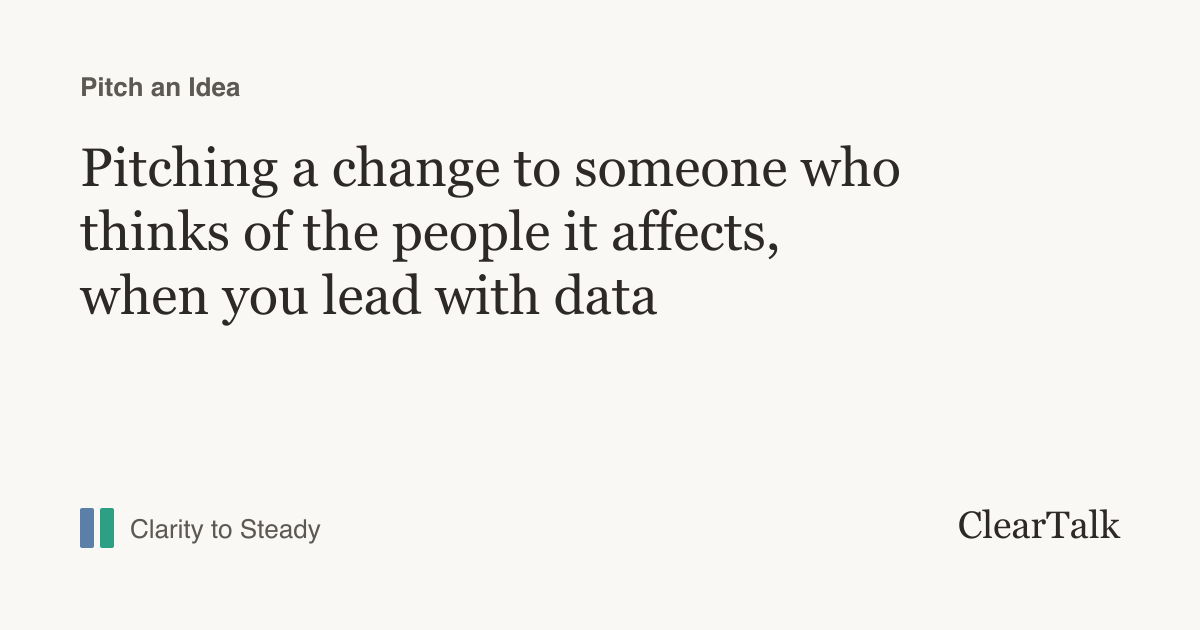 Pitch an Idea
Pitching a change to someone who
thinks of the people it affects,
when you lead with data
Clarity to Steady
ClearTalk